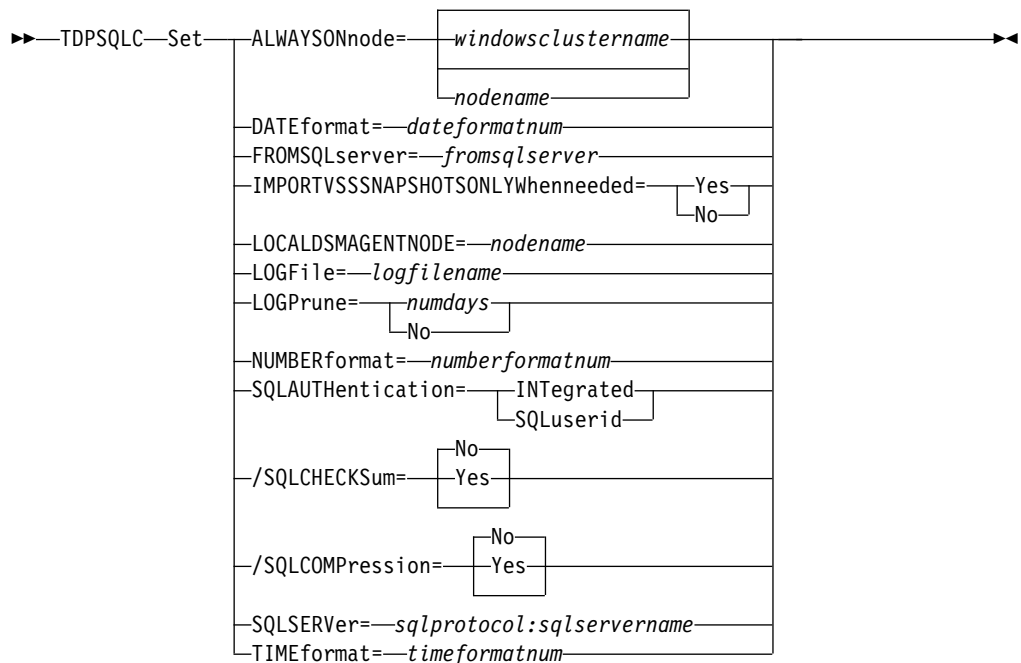 TDPSQLC Set ALWAYSONnode= windowsclustername
nodename
DATEformat= dateformatnum
FROMSQLserver= fromsqlserver
IMPORTVSSSNAPSHOTSONLYWhenneeded= Yes
No
LOCALDSMAGENTNODE= nodename
LOGFile= logfilename
LOGPrune= numdays
No
NUMBERformat= numberformatnum
SQLAUTHentication= INTegrated
SQLuserid
No
/SQLCHECKSum= Yes
No
/SQLCOMPression= Yes
SQLSERVer= sqlprotocol:sqlservername
TIMEformat= timeformatnum